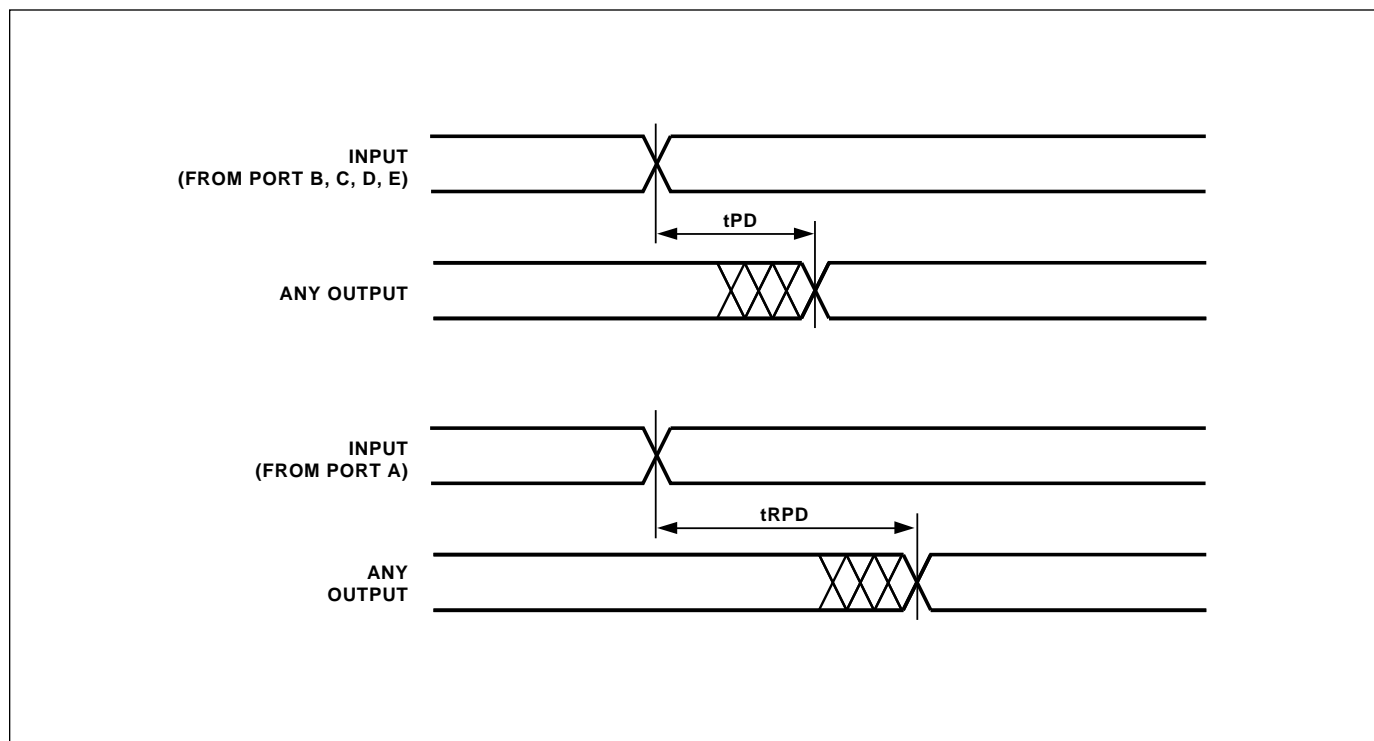 INPUT
(FROM PORT B, C, D, E)
tPD
ANY OUTPUT
INPUT
(FROM PORT A)
tRPD
ANY
OUTPUT